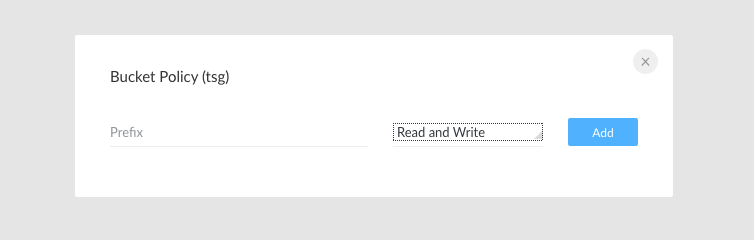 Bucket Policy (tsg)
Prefix
Read and Write
Add